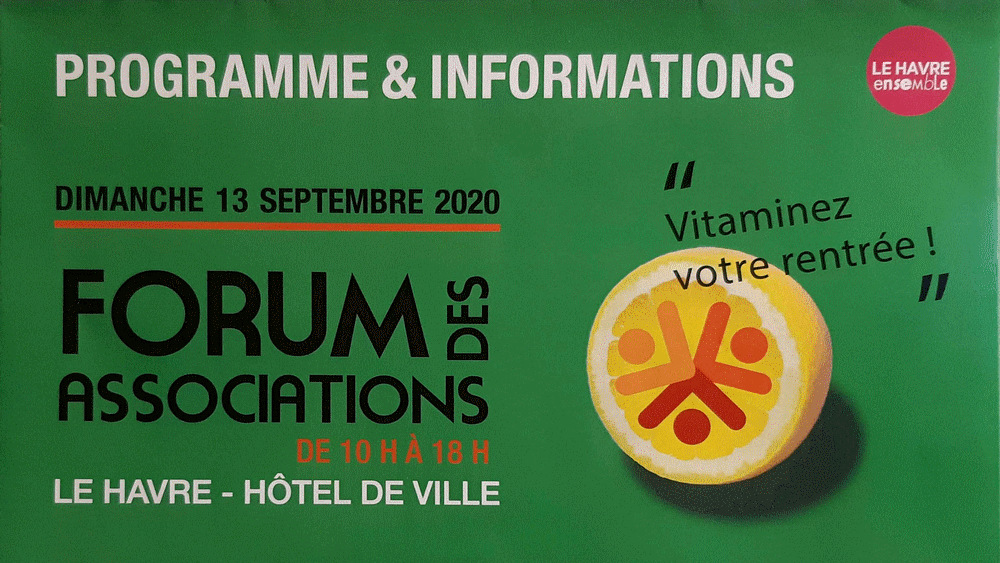 PROGRAMME & INFORMATIONS
LE HAVRE
ensemble
DIMANCHE 13 SEPTEMBRE 2020
FORUM DES
ASSOCIATIONS
DE 10 H À 18 H
LE HAVRE - HÔTEL DE VILLE
"Vitaminez
votre rentrée !"